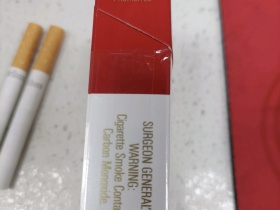 SURGEON GENERAL'
WARNING:
Cigarette Smoke Conta
Carbon Monoxide